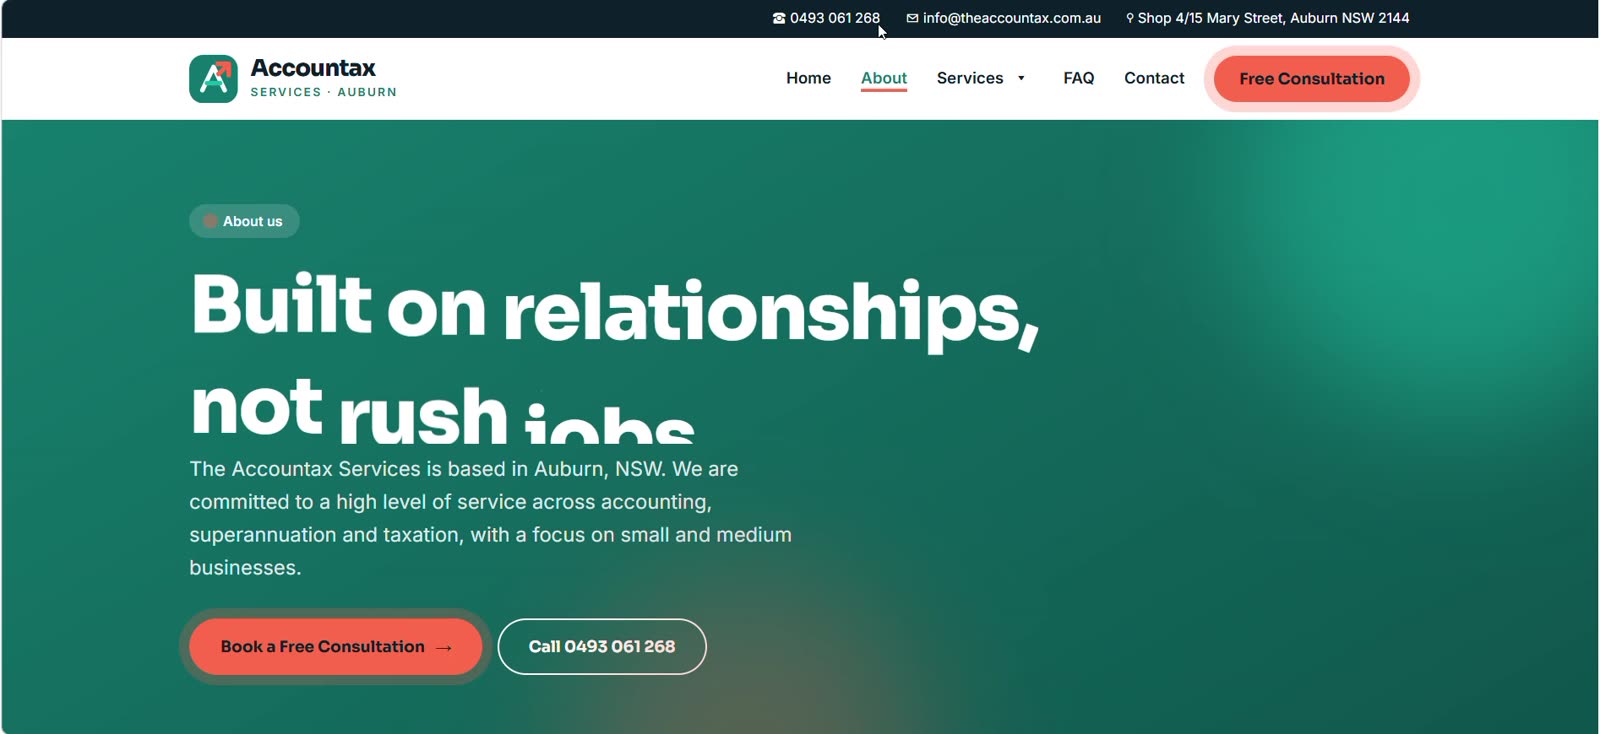 ☎ 0493 061 268 ✉ info@theaccountax.com.au ⚲ Shop 4/15 Mary Street, Auburn NSW 2144
Accountax
SERVICES · AUBURN
Home About Services ▾ FAQ Contact Free Consultation
About us
Built on relationships,
not rush jobs
The Accountax Services is based in Auburn, NSW. We are
committed to a high level of service across accounting,
superannuation and taxation, with a focus on small and medium
businesses.
Book a Free Consultation →
Call 0493 061 268